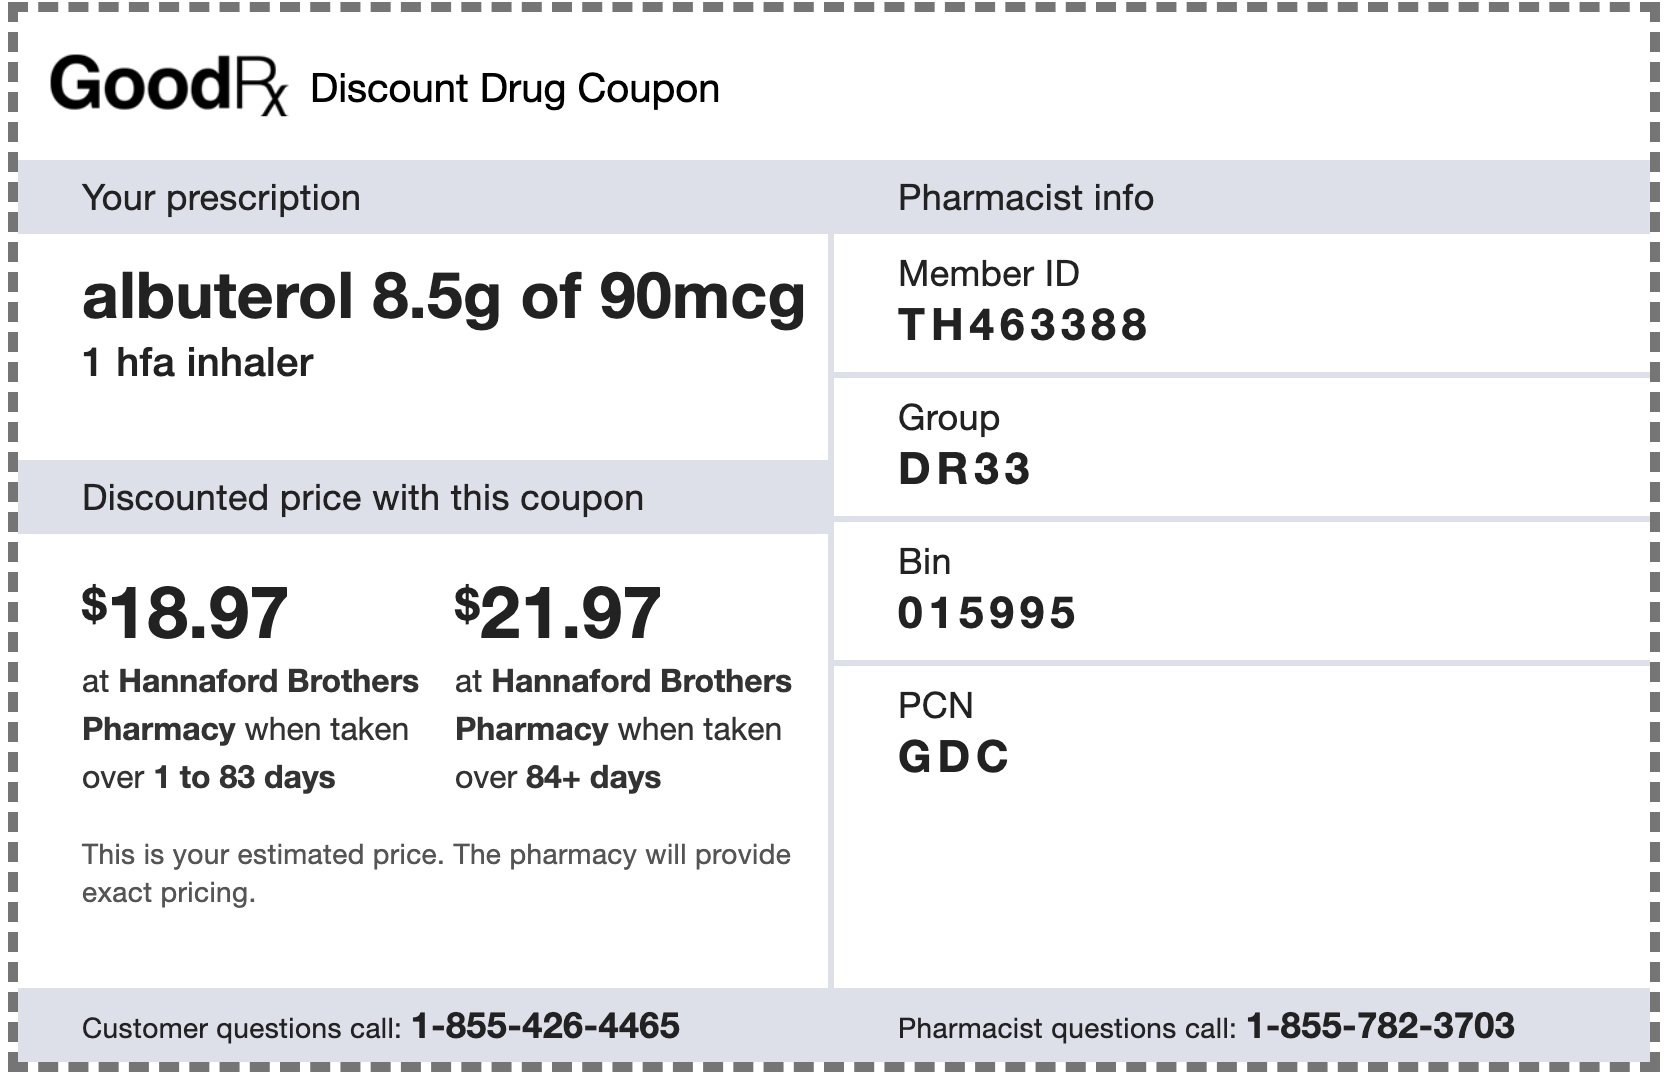 GoodRx Discount Drug Coupon
Your prescription
albuterol 8.5g of 90mcg
1 hfa inhaler
Discounted price with this coupon
$18.97
at Hannaford Brothers
Pharmacy when taken
over 1 to 83 days
$21.97
at Hannaford Brothers
Pharmacy when taken
over 84+ days
This is your estimated price. The pharmacy will provide
exact pricing.
Pharmacist info
Member ID
TH463388
Group
DR33
Bin
015995
PCN
GDC
Customer questions call: 1-855-426-4465
Pharmacist questions call: 1-855-782-3703